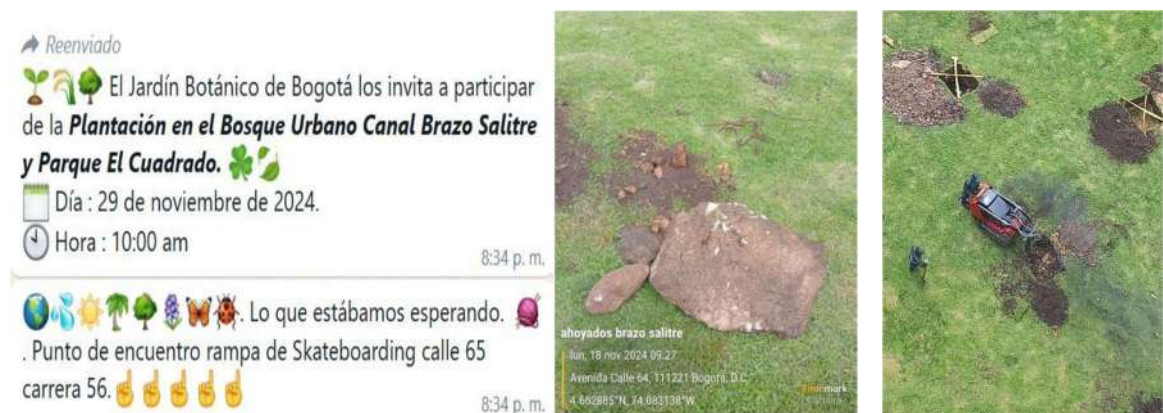 Reenviado
🌱🌾🌳 El Jardín Botánico de Bogotá los invita a participar
de la Plantación en el Bosque Urbano Canal Brazo Salitre
y Parque El Cuadrado. ☘️🍃
Día : 29 de noviembre de 2024.
Hora : 10:00 am
8:34 p. m.
🌎💦☀️🌴🌳🪻🦋🐞. Lo que estábamos esperando.
. Punto de encuentro rampa de Skateboarding calle 65
carrera 56. ☝️☝️☝️☝️☝️
8:34 p. m.
ahoyados brazo salitre
lun, 18 nov 2024 09:27
Avenida Calle 64, 111221 Bogotá, D.C.
4.662885°N, 74.083138°W